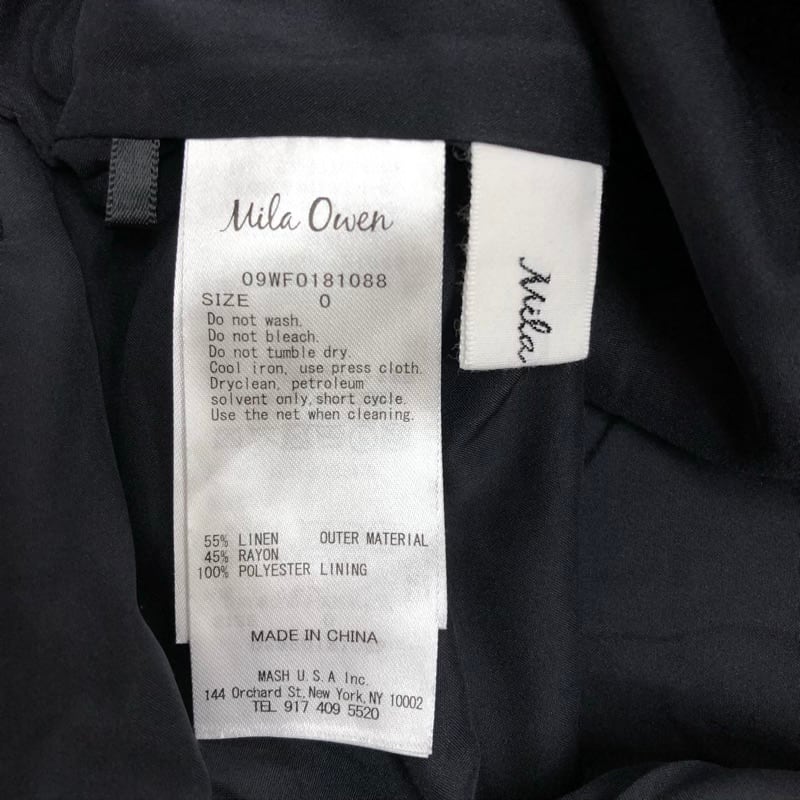 Mila Owen
09WF0181088
SIZE 0
Do not wash.
Do not bleach.
Do not tumble dry.
Cool iron, use press cloth.
Dryclean, petroleum
solvent only, short cycle.
Use the net when cleaning.
55% LINEN OUTER MATERIAL
45% RAYON
100% POLYESTER LINING
MADE IN CHINA
MASH U.S.A Inc.
144 Orchard St, New York, NY 10002
TEL 917 409 5520
Mila